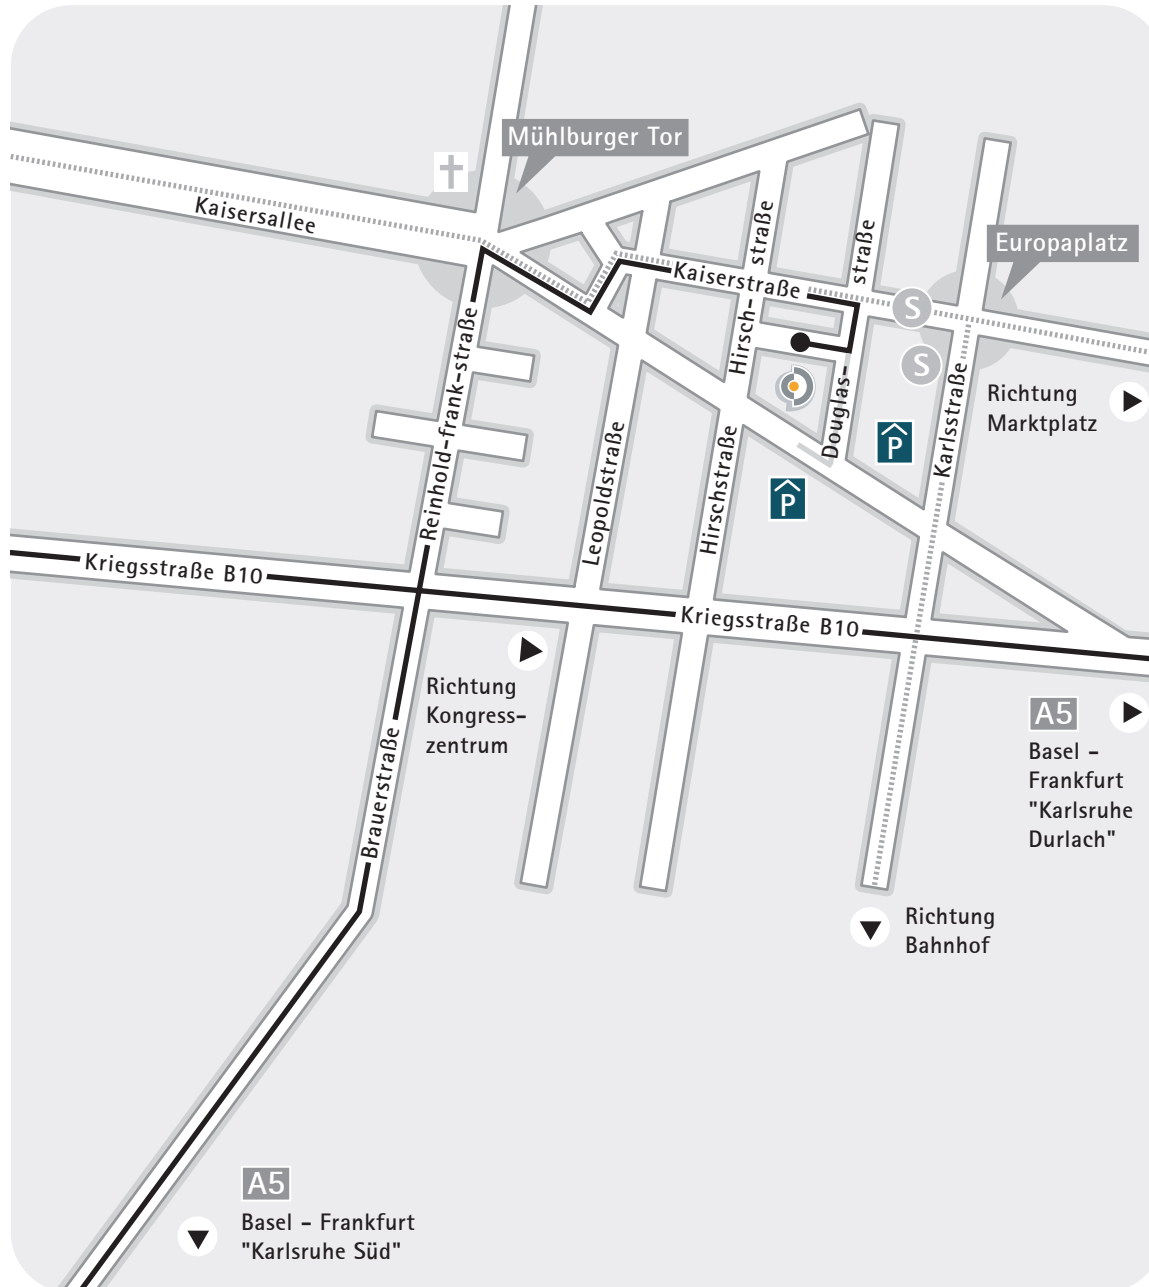 Mühlburger Tor
Kaisersallee
Europaplatz
straße
straße
Kaiserstraße
S
S
Hirsch-
Douglas-
Reinhold-frank-straße
Karlsstraße
Richtung
Marktplatz
P
P
Leopoldstraße
Hirschstraße
Kriegsstraße B10
Kriegsstraße B10
Richtung
Kongress-
zentrum
Brauerstraße
A5
Basel -
Frankfurt
"Karlsruhe
Durlach"
Richtung
Bahnhof
A5
Basel - Frankfurt
"Karlsruhe Süd"